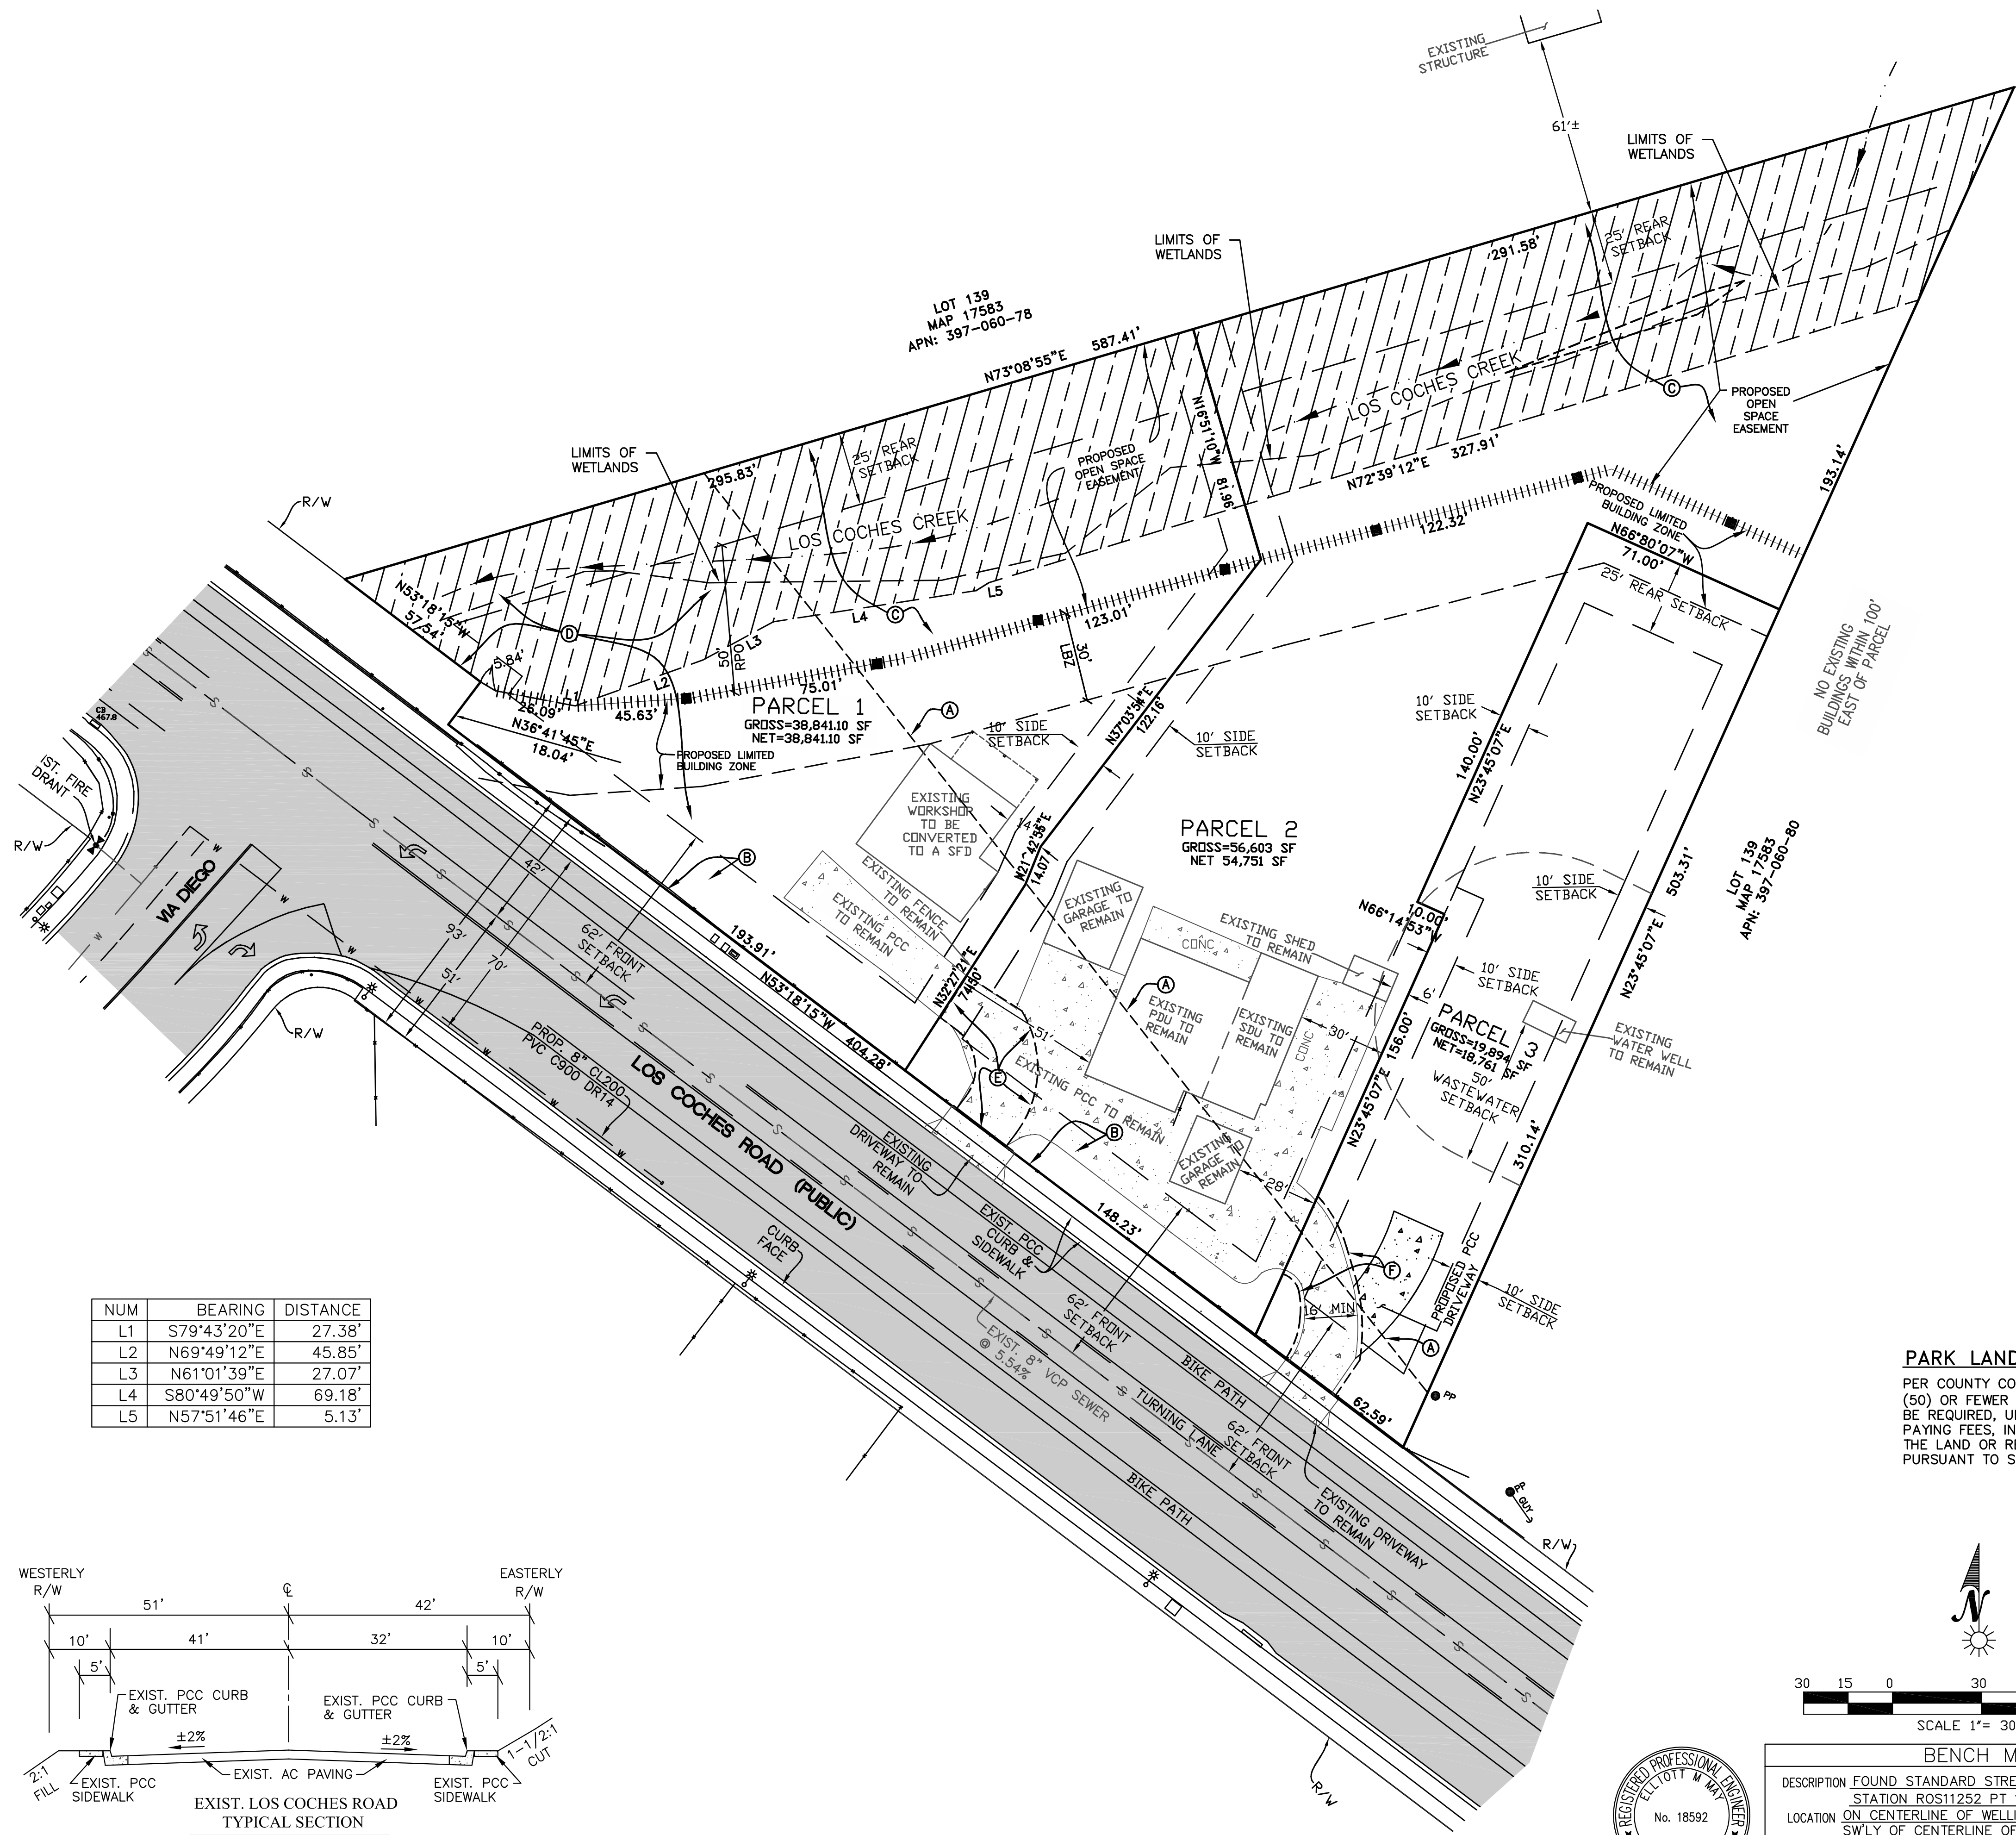 EXISTING
STRUCTURE
61'±
LIMITS OF
WETLANDS
25' REAR
SETBACK
291.58'
LIMITS OF
WETLANDS
LOT 139
MAP 17583
APN: 397-060-78
N73°08'55"E 587.41'
LOS COCHES CREEK
C
PROPOSED
OPEN
SPACE
EASEMENT
N16°51'10"W
81.96'
N72°39'12"E 327.91'
193.14'
LIMITS OF
WETLANDS
295.83'
25' REAR
SETBACK
PROPOSED
OPEN SPACE
EASEMENT
LOS COCHES CREEK
R/W
122.32'
PROPOSED LIMITED
BUILDING ZONE
N66°80'07"W
71.00'
25' REAR SETBACK
N53°18'15"W
57.54'
D
L5
L4
C
123.01'
L3
50'
RPO
30'
LBZ
5.84'
L2
L1
26.09'
45.63'
75.01'
N36°41'45"E
18.04'
PARCEL 1
GROSS=38,841.10 SF
NET=38,841.10 SF
PROPOSED LIMITED
BUILDING ZONE
A
10' SIDE
SETBACK
N37°03'54"E
122.16'
10' SIDE
SETBACK
10' SIDE
SETBACK
140.00'
N23°45'07"E
NO EXISTING
BUILDINGS WITHIN 100'
EAST OF PARCEL
CB
467.8
IST. FIRE
DRANT
R/W
VIA DIEGO
EXISTING
WORKSHOP
TO BE
CONVERTED
TO A SFD
14'
N21°42'55"E
14.07'
PARCEL 2
GROSS=56,603 SF
NET 54,751 SF
10' SIDE
SETBACK
503.31'
N23°45'07"E
LOT 139
MAP 17583
APN: 397-060-80
42'
93'
51'
70'
62' FRONT
SETBACK
B
EXISTING FENCE
TO REMAIN
EXISTING PCC
TO REMAIN
193.91'
N53°18'15"W 404.28'
N32°27'21"E
74.50'
EXISTING
GARAGE TO
REMAIN
CONC
EXISTING SHED
TO REMAIN
A
EXISTING
PDU TO
REMAIN
EXISTING
SDU TO
REMAIN
CONC
30'
51'
E
EXISTING PCC TO REMAIN
N66°14'53"W
10.00'
10' SIDE
SETBACK
6'
PARCEL 3
GROSS=19,894 SF
NET=18,761 SF
50'
WASTEWATER
SETBACK
EXISTING
WATER WELL
TO REMAIN
156.00'
N23°45'07"E
310.14'
R/W
PROP. 8" CL200
PVC C900 DR14
LOS COCHES ROAD (PUBLIC)
EXISTING
DRIVEWAY TO
REMAIN
B
EXISTING
GARAGE TO
REMAIN
28'
148.23'
CURB
FACE
EXIST. PCC
CURB &
SIDEWALK
F
16' MIN
PROPOSED PCC
DRIVEWAY
10' SIDE
SETBACK
A
PP
62' FRONT
SETBACK
EXIST. 8" VCP SEWER
@ 5.54%
BIKE PATH
TURNING LANE
62' FRONT
SETBACK
62.59'
BIKE PATH
EXISTING DRIVEWAY
TO REMAIN
PP
GUY
R/W
R/W
NUM BEARING DISTANCE
L1 S79°43'20"E 27.38'
L2 N69°49'12"E 45.85'
L3 N61°01'39"E 27.07'
L4 S80°49'50"W 69.18'
L5 N57°51'46"E 5.13'
PARK LAND
PER COUNTY CO
(50) OR FEWER
BE REQUIRED, U
PAYING FEES, IN
THE LAND OR R
PURSUANT TO S
WESTERLY
R/W
EASTERLY
R/W
51' 42'
10' 41' 32' 10'
5' 5'
EXIST. PCC CURB
& GUTTER
EXIST. PCC CURB
& GUTTER
±2% ±2%
2:1
FILL
1-1/2:1
CUT
EXIST. PCC
SIDEWALK
EXIST. AC PAVING
EXIST. PCC
SIDEWALK
EXIST. LOS COCHES ROAD
TYPICAL SECTION
N
30 15 0 30
SCALE 1"= 30
REGISTERED PROFESSIONAL ENGINEER
ELLIOTT M MAY
No. 18592
BENCH M
DESCRIPTION FOUND STANDARD STRE
STATION ROS11252 PT
LOCATION ON CENTERLINE OF WELLI
SW'LY OF CENTERLINE OF